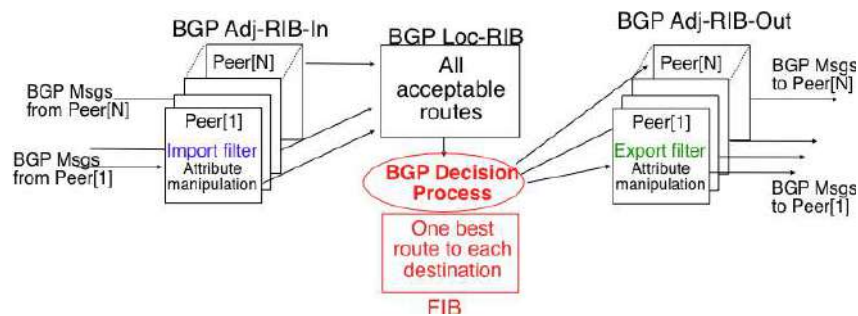 BGP Adj-RIB-In
Peer[N]
BGP Msgs
from Peer[N]
Peer[1]
Import filter
Attribute
manipulation
BGP Msgs
from Peer[1]
BGP Loc-RIB
All
acceptable
routes
BGP Decision
Process
One best
route to each
destination
FIB
BGP Adj-RIB-Out
Peer[N]
BGP Msgs
to Peer[N]
Peer[1]
Export filter
Attribute
manipulation
BGP Msgs
to Peer[1]